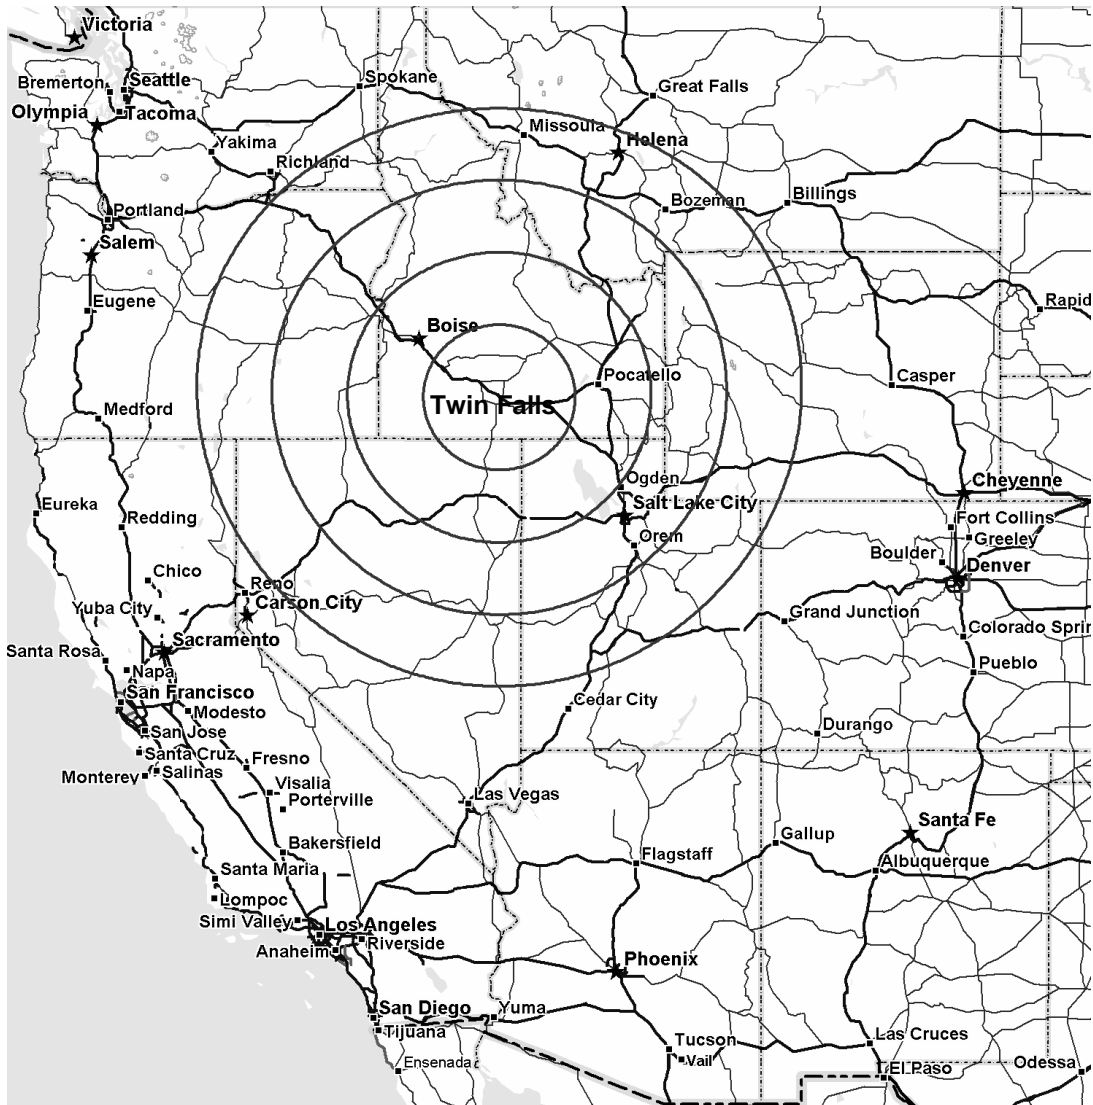 Victoria
Spokane
Bremerton
Seattle
Great Falls
Olympia
Tacoma
Missoula
Helena
Yakima
Richland
Billings
Bozeman
Portland
Salem
Eugene
Rapid
Boise
Pocatello
Casper
Twin Falls
Medford
Ogden
Cheyenne
Eureka
Salt Lake City
Redding
Fort Collins
Orem
Greeley
Boulder
Denver
Chico
Reno
Carson City
Yuba City
Grand Junction
Colorado Sprin
Sacramento
Santa Rosa
Napa
Pueblo
San Francisco
Cedar City
Modesto
Durango
San Jose
Santa Cruz
Fresno
Monterey
Salinas
Visalia
Las Vegas
Porterville
Santa Fe
Gallup
Bakersfield
Flagstaff
Albuquerque
Santa Maria
Lompoc
Simi Valley
Los Angeles
Riverside
Anaheim
Phoenix
San Diego
Yuma
Tijuana
Las Cruces
Tucson
Vail
Ensenada
El Paso
Odessa